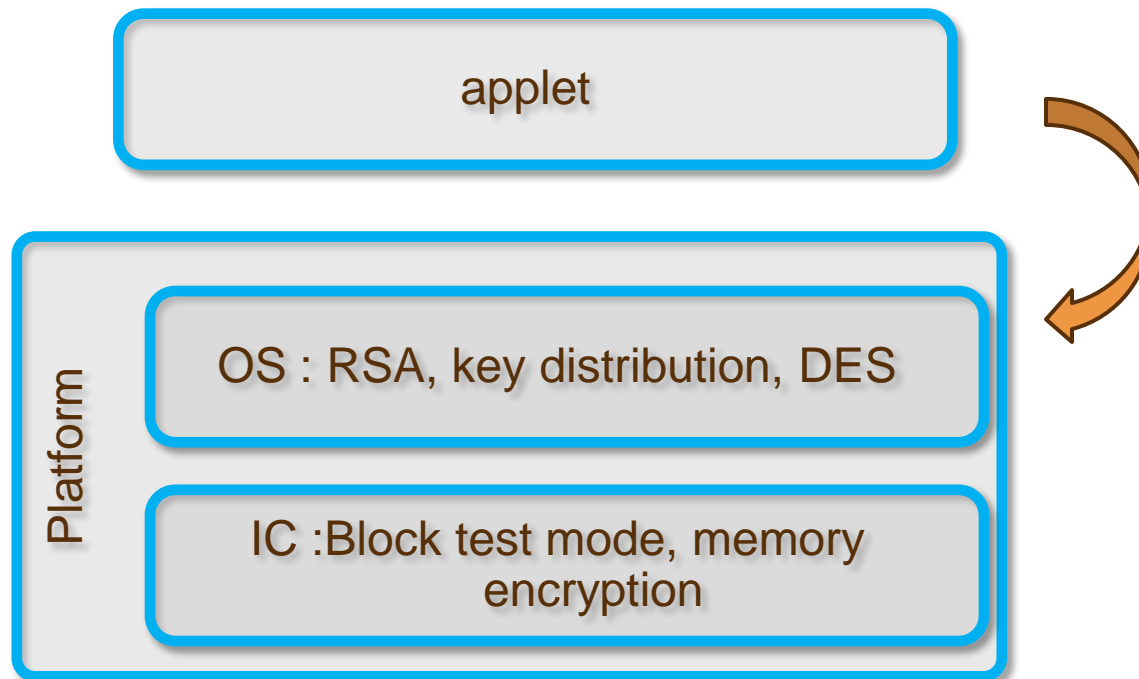 applet
Platform
OS : RSA, key distribution, DES
IC :Block test mode, memory
encryption